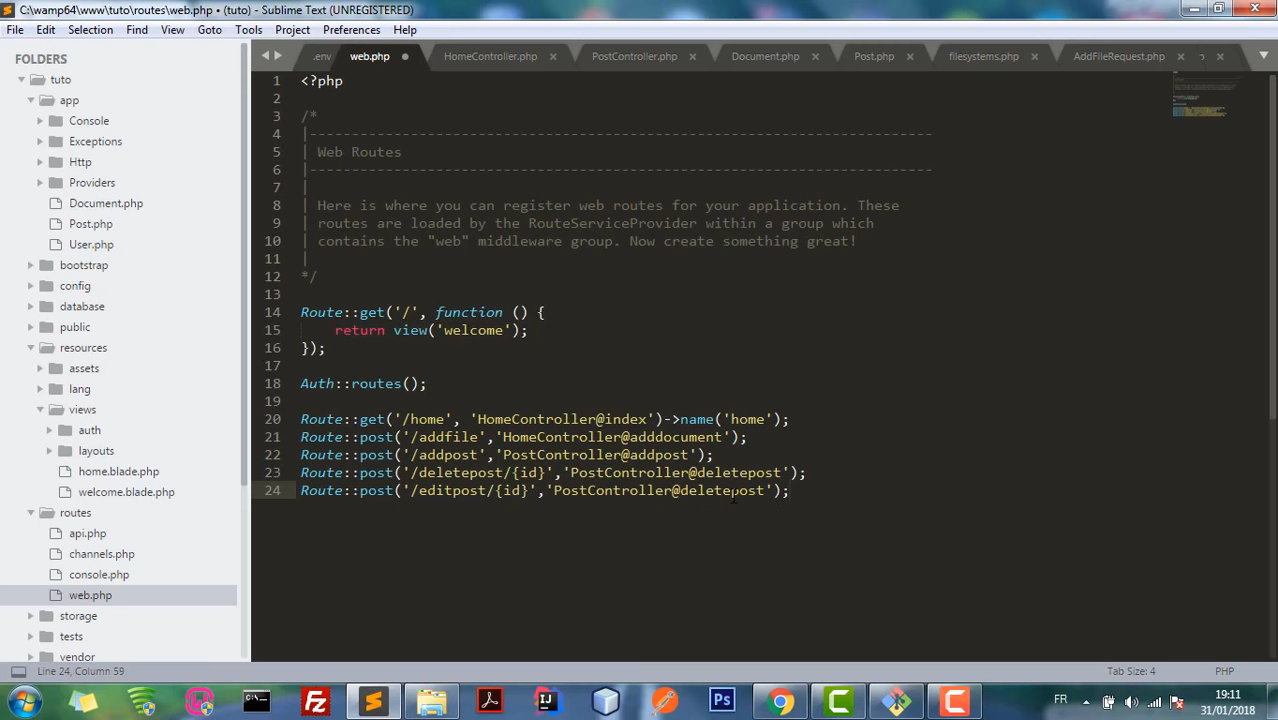 C:\wamp64\www\tuto\routes\web.php • (tuto) - Sublime Text (UNREGISTERED)
File Edit Selection Find View Goto Tools Project Preferences Help
FOLDERS
tuto
app
Console
Exceptions
Http
Providers
Document.php
Post.php
User.php
bootstrap
config
database
public
resources
assets
lang
views
auth
layouts
home.blade.php
welcome.blade.php
routes
api.php
channels.php
console.php
web.php
storage
tests
vendor
.env web.php HomeController.php PostController.php Document.php Post.php filesystems.php AddFileRequest.php
1 <?php
2
3 /*
4 |--------------------------------------------------------------------------
5 | Web Routes
6 |--------------------------------------------------------------------------
7 |
8 | Here is where you can register web routes for your application. These
9 | routes are loaded by the RouteServiceProvider within a group which
10 | contains the "web" middleware group. Now create something great!
11 |
12 */
13
14 Route::get('/', function () {
15     return view('welcome');
16 });
17
18 Auth::routes();
19
20 Route::get('/home', 'HomeController@index')->name('home');
21 Route::post('/addfile','HomeController@adddocument');
22 Route::post('/addpost','PostController@addpost');
23 Route::post('/deletepost/{id}','PostController@deletepost');
24 Route::post('/editpost/{id}','PostController@deletepost');
Line 24, Column 59 Tab Size: 4 PHP
FR 19:11
31/01/2018